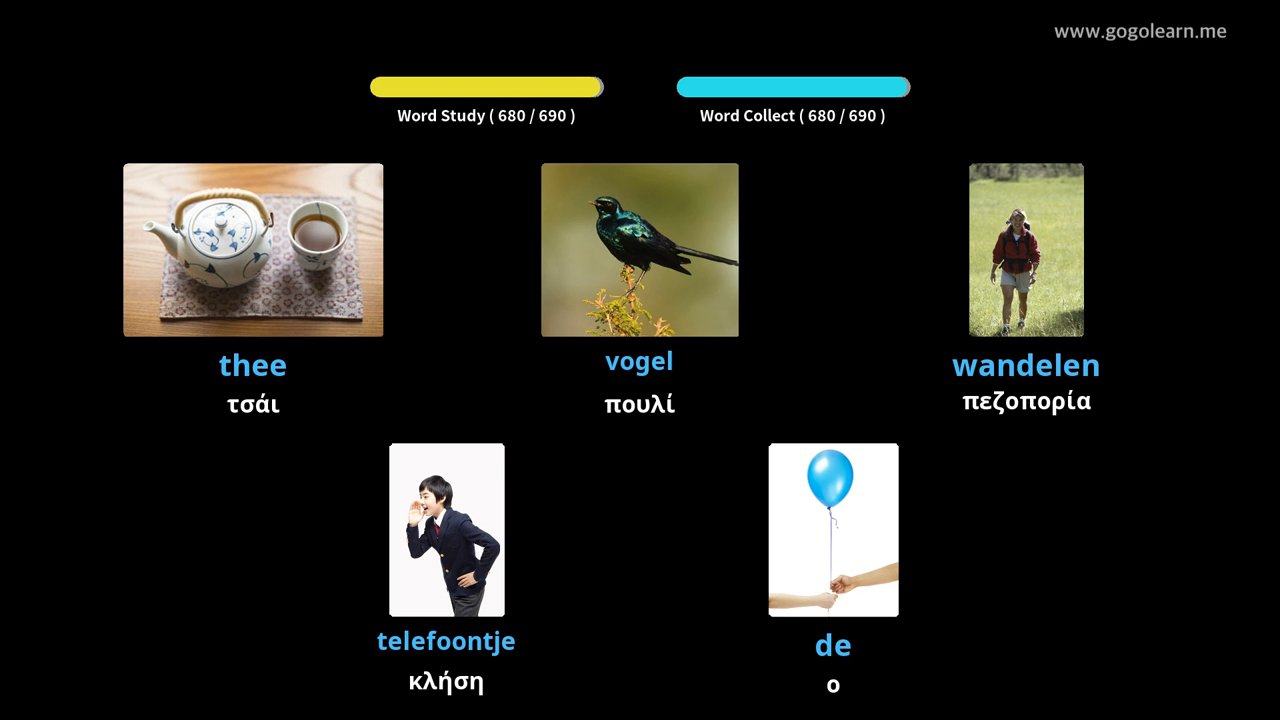 www.gogolearn.me
Word Study ( 680 / 690 )
Word Collect ( 680 / 690 )
thee
τσάι
vogel
πουλί
wandelen
πεζοπορία
telefoontje
κλήση
de
ο